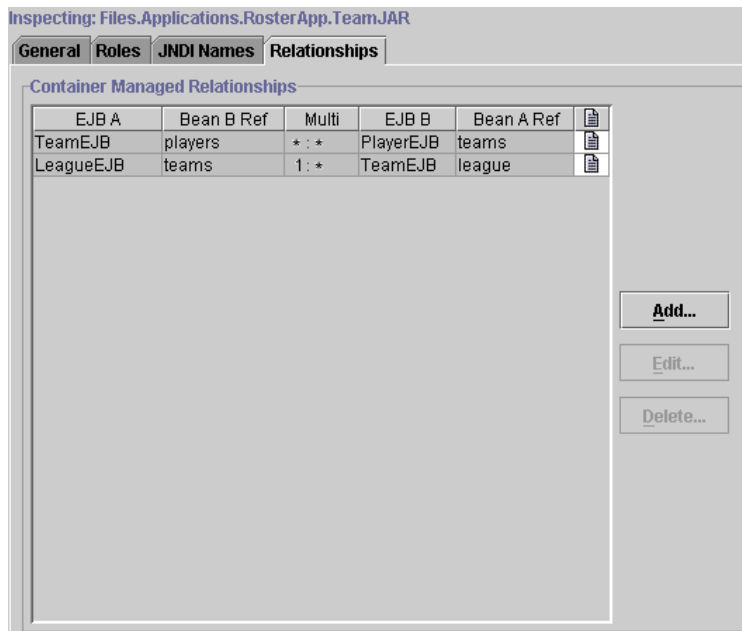 Inspecting: Files.Applications.RosterApp.TeamJAR
General Roles JNDI Names Relationships
Container Managed Relationships
EJB A Bean B Ref Multi EJB B Bean A Ref
TeamEJB players * : * PlayerEJB teams
LeagueEJB teams 1 : * TeamEJB league
Add...
Edit...
Delete...